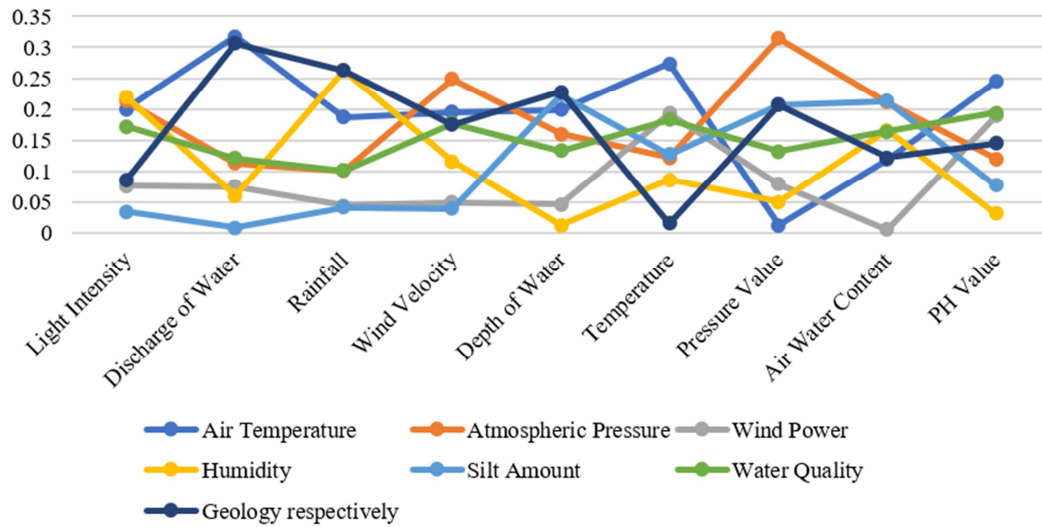 0.35
0.3
0.25
0.2
0.15
0.1
0.05
0
Light Intensity
Discharge of Water
Rainfall
Wind Velocity
Depth of Water
Temperature
Pressure Value
Air Water Content
PH Value
Air Temperature
Atmospheric Pressure
Wind Power
Humidity
Silt Amount
Water Quality
Geology respectively